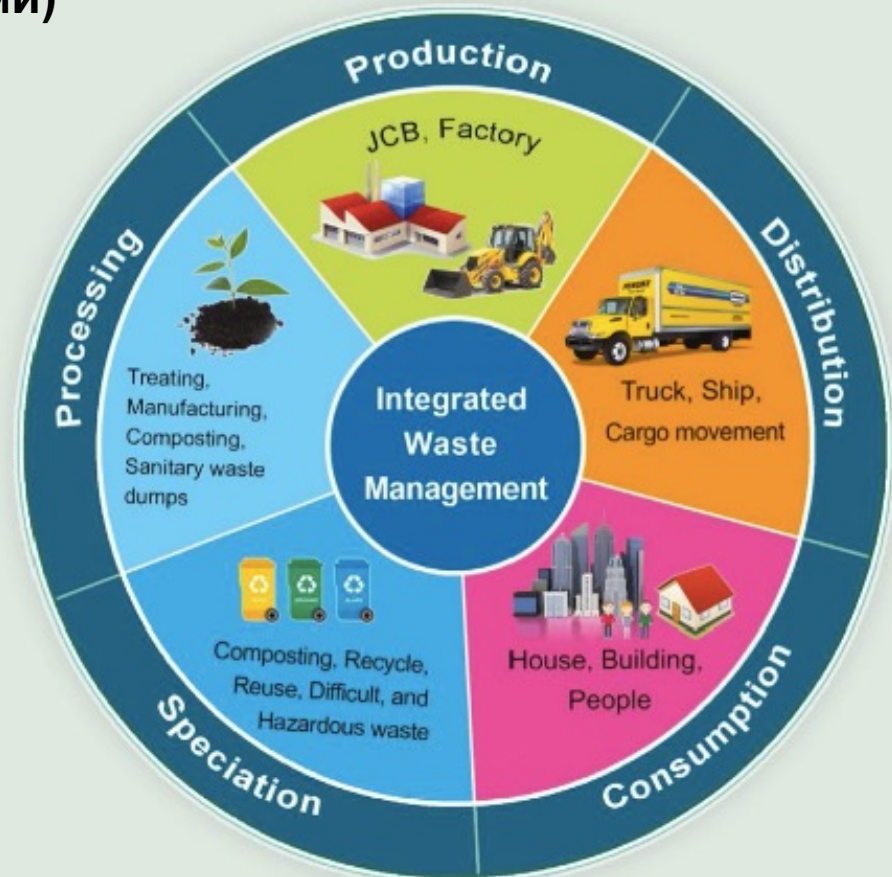 Production
JCB, Factory
Distribution
Truck, Ship,
Cargo movement
Consumption
House, Building,
People
Speciation
Composting, Recycle,
Reuse, Difficult, and
Hazardous waste
Processing
Treating,
Manufacturing,
Composting,
Sanitary waste
dumps
Integrated
Waste
Management